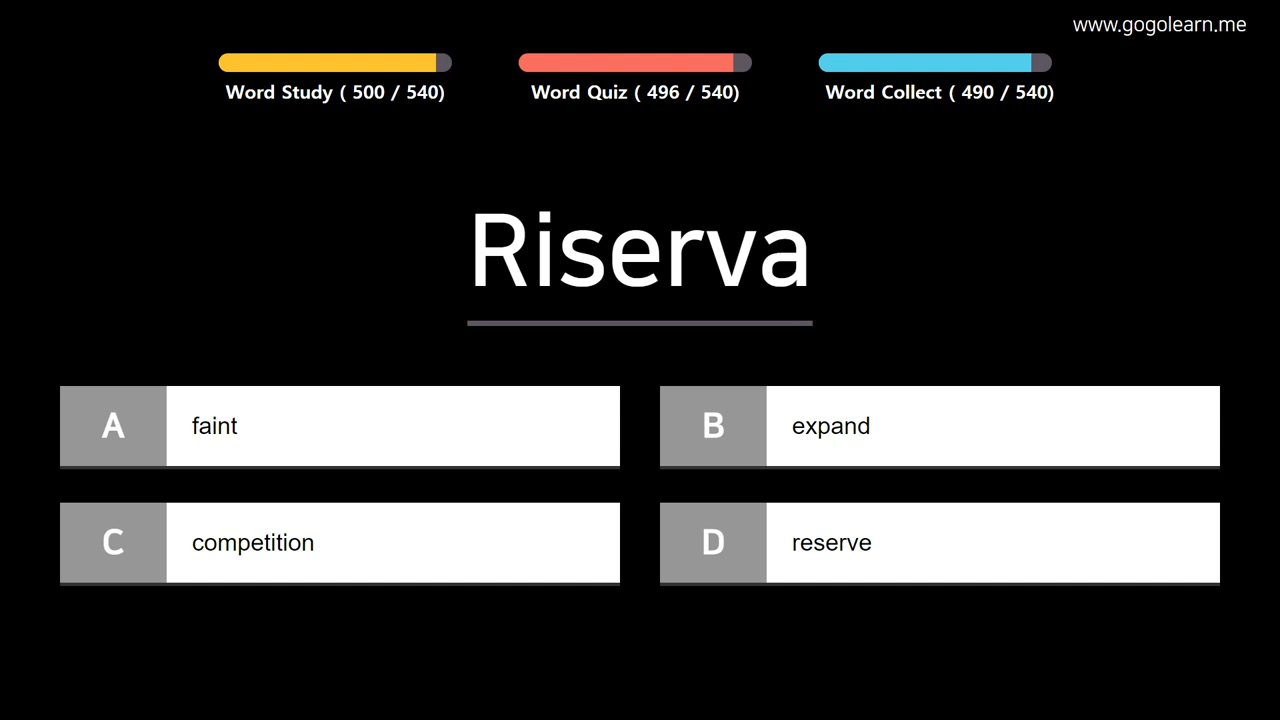 www.gogolearn.me
Word Study ( 500 / 540)
Word Quiz ( 496 / 540)
Word Collect ( 490 / 540)
Riserva
A faint
B expand
C competition
D reserve